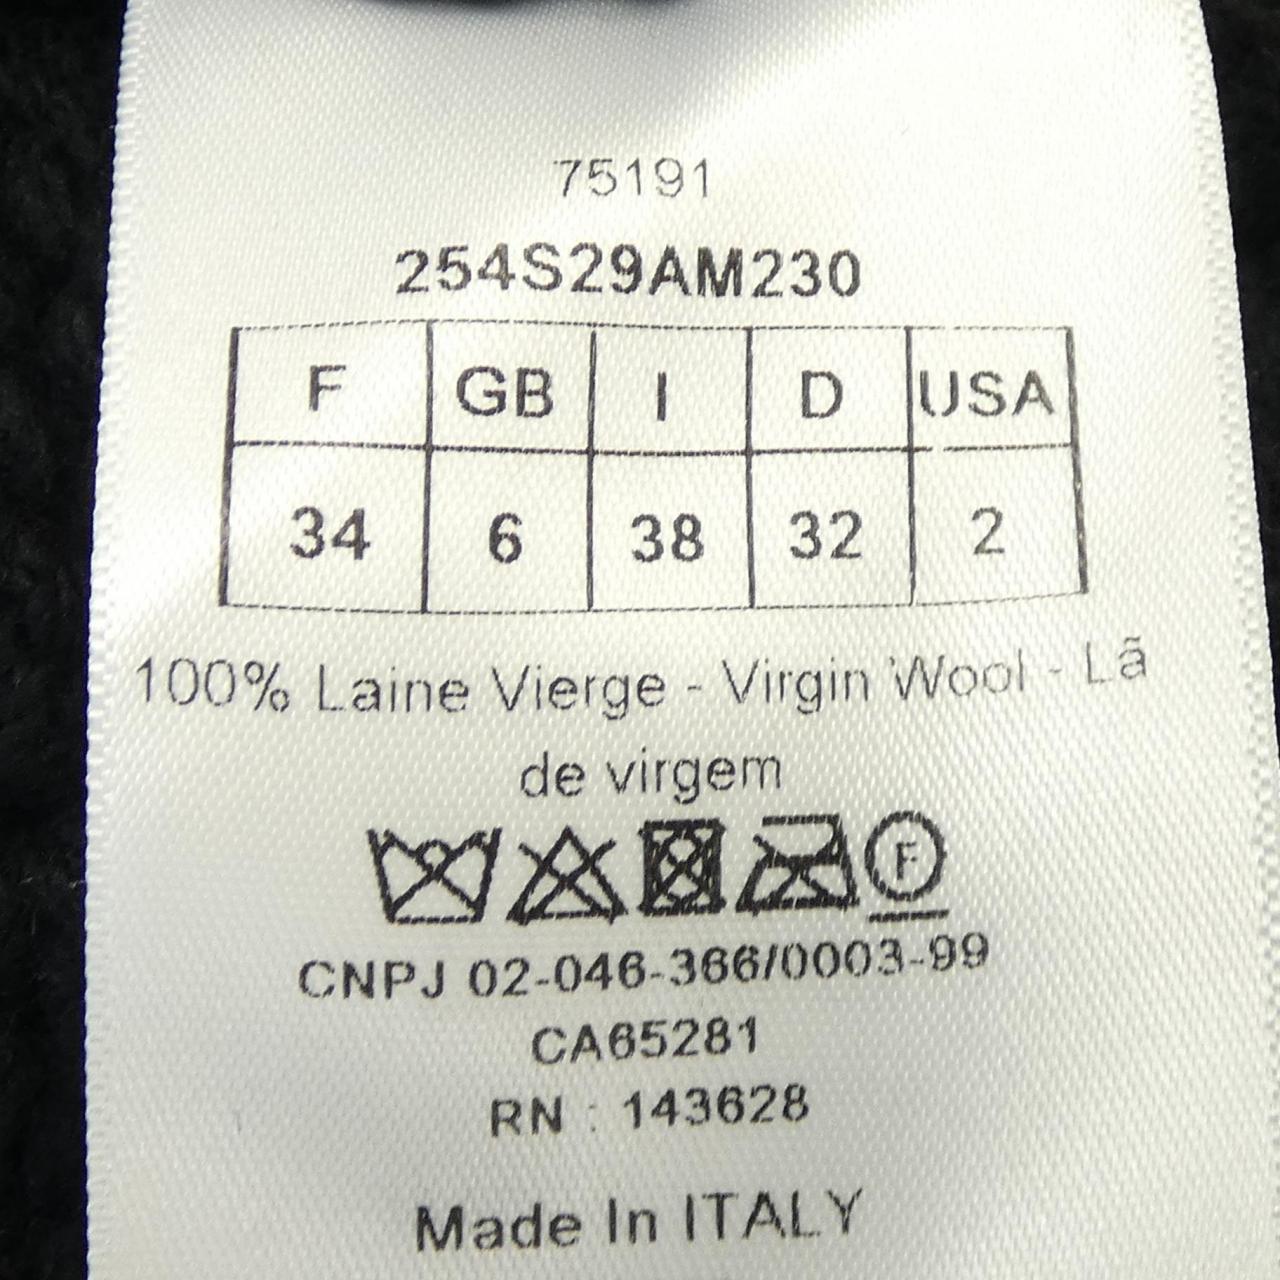 75191
254S29AM230
F GB I D USA
34 6 38 32 2
100% Laine Vierge - Virgin Wool - Lã
de virgem
F
CNPJ 02-046-366/0003-99
CA65281
RN : 143628
Made In ITALY